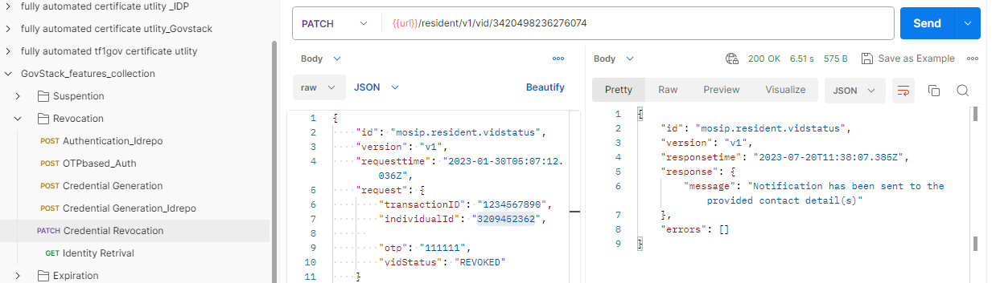 fully automated certificate utlity _IDP
fully automated certificate utlity_Govstack
fully automated tf1gov certificate utlity
GovStack_features_collection
Suspention
Revocation
POST Authentication_Idrepo
POST OTPbased_Auth
POST Credential Generation
POST Credential Generation_Idrepo
PATCH Credential Revocation
GET Identity Retrival
Expiration
PATCH {{url}}/resident/v1/vid/3420498236276074 Send
Body
raw JSON Beautify
1 {
2 "id": "mosip.resident.vidstatus",
3 "version": "v1",
4 "requesttime": "2023-01-30T05:07:12.
036Z",
5 "request": {
6 "transactionID": "1234567890",
7 "individualId": "3209452362",
8
9 "otp": "111111",
10 "vidStatus": "REVOKED"
11 }
Body 200 OK 6.51 s 575 B Save as Example
Pretty Raw Preview Visualize JSON
1 {
2 "id": "mosip.resident.vidstatus",
3 "version": "v1",
4 "responsetime": "2023-07-20T11:38:07.385Z",
5 "response": {
6 "message": "Notification has been sent to the
provided contact detail(s)"
7 },
8 "errors": []
9 }